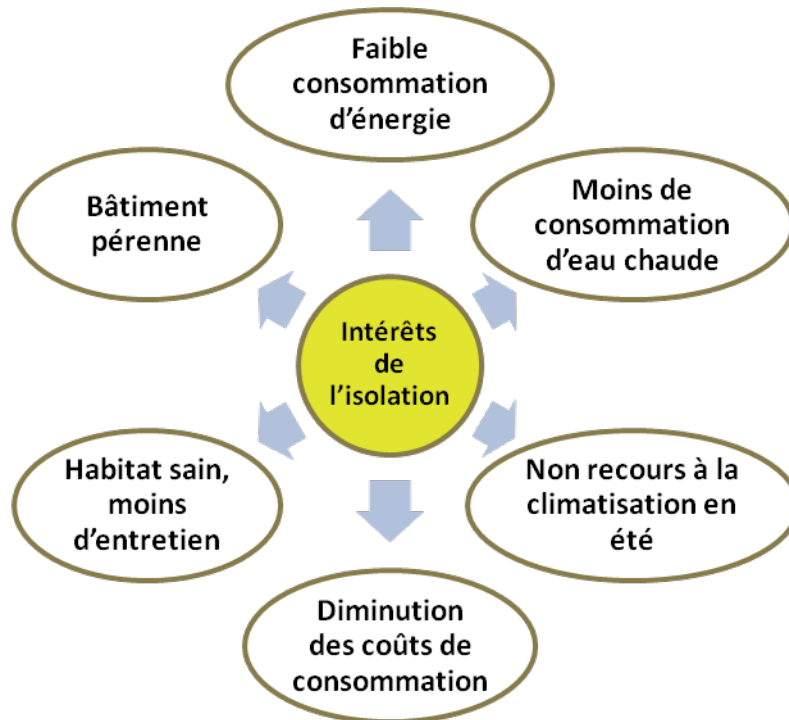 Faible
consommation
d'énergie
Bâtiment
pérenne
Moins de
consommation
d'eau chaude
Intérêts
de
l'isolation
Habitat sain,
moins
d'entretien
Non recours à la
climatisation en
été
Diminution
des coûts de
consommation